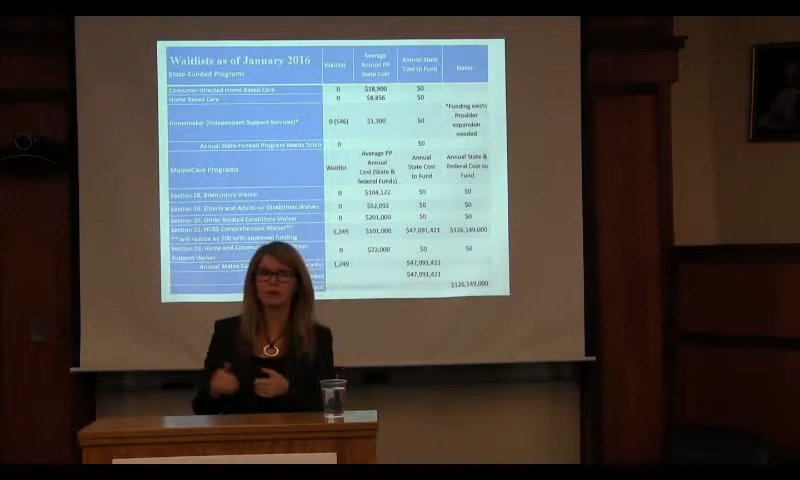 Waitlists as of January 2016
State-Funded Programs
Waitlist
Average Annual PP State Cost
Annual State Cost to Fund
Notes
Consumer-directed Home Based Care 0 $18,900 $0
Home Based Care 0 $8,856 $0
Homemaker (Independent Support Services)* 0 (546) $1,300 $0 *Funding exists Provider expansion needed
Annual State-Funded Program Needs Total: 0 $0
MaineCare Programs
Waitlist
Average PP Annual Cost (State & federal Funds)
Annual State Cost to Fund
Annual State & Federal Cost to Fund
Section 18, Brain Injury Waiver 0 $104,122 $0 $0
Section 19, Elderly and Adults w/ Disabilities Waiver 0 $52,092 $0 $0
Section 20, Other Related Conditions Waiver 0 $201,000 $0 $0
Section 21, HCBS Comprehensive Waiver** 1,249 $101,000 $47,091,421 $126,149,000
** will reduce by 200 with approved funding
Section 29, Home and 0 $22,000 $0 $0
Support Waiver
Annual only) 1,249 $47,091,421
$47,091,421
$126,149,000